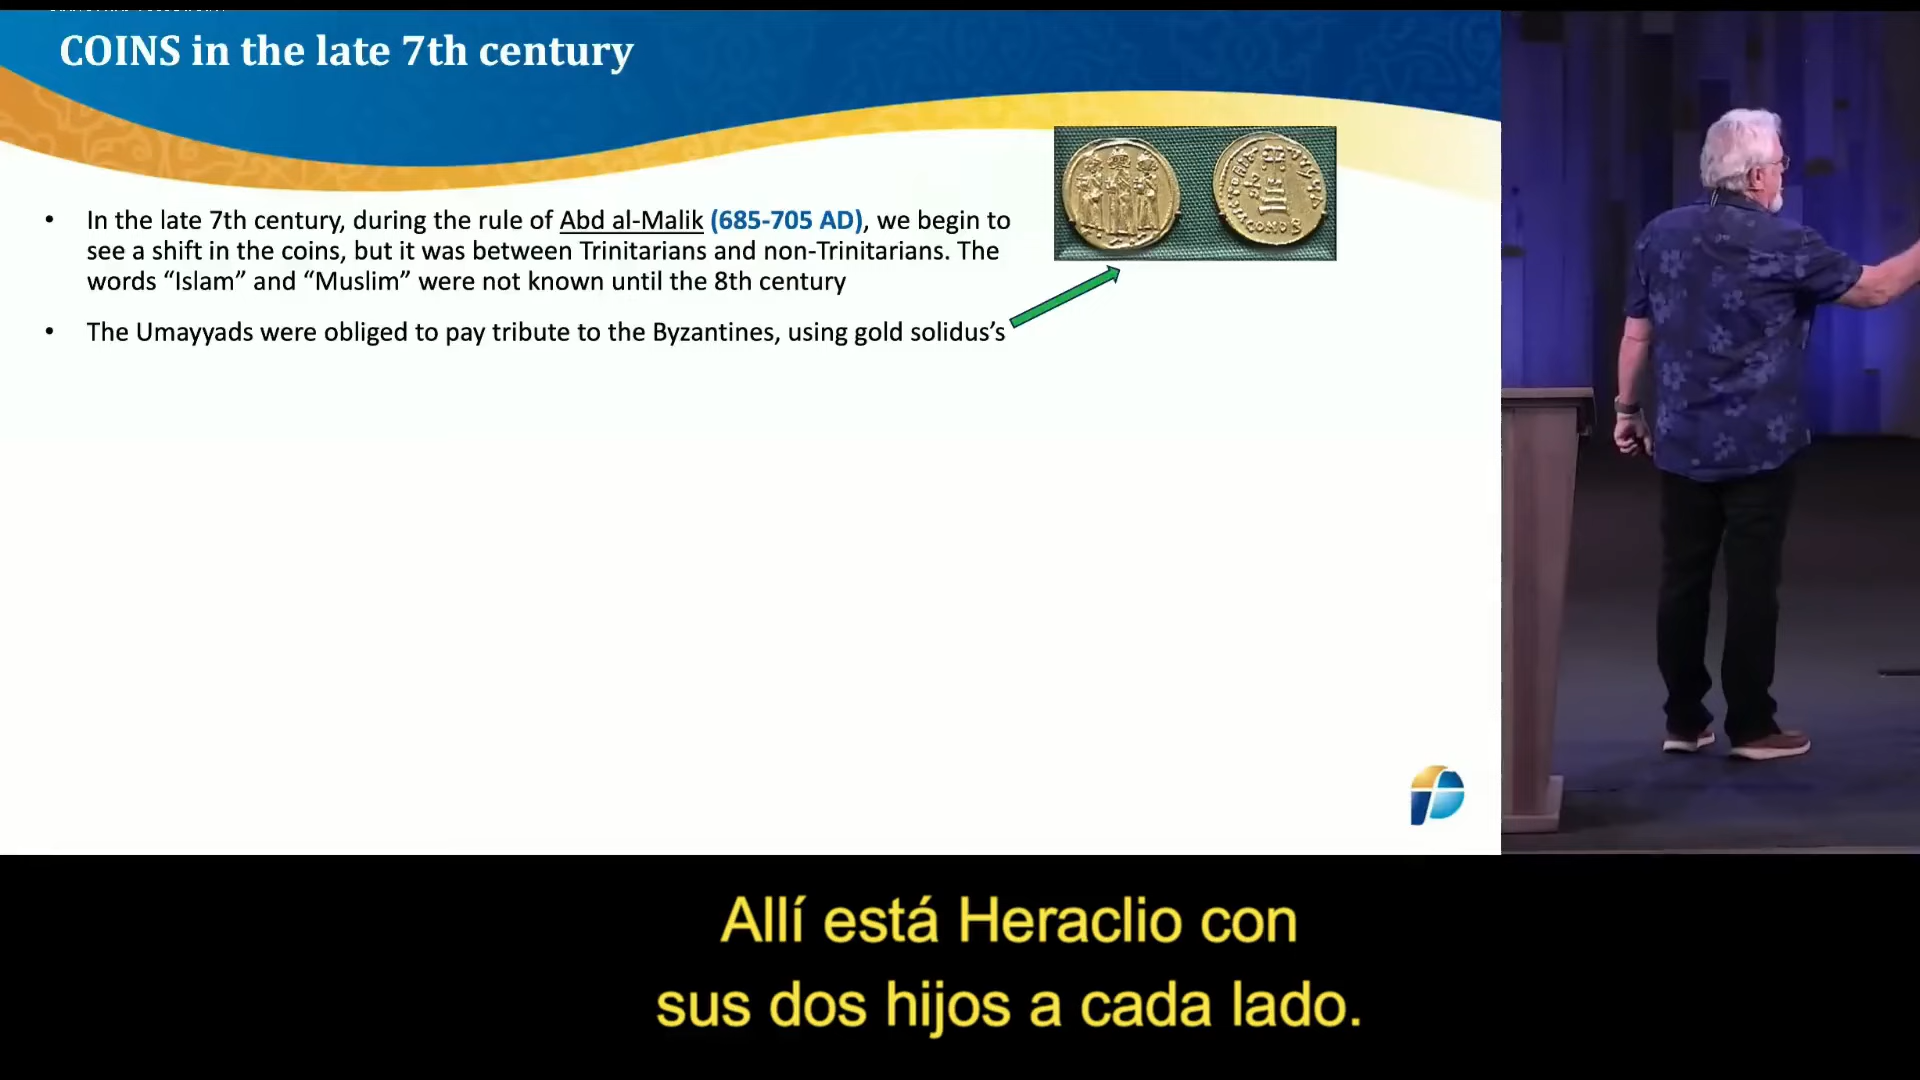 COINS in the late 7th century
• In the late 7th century, during the rule of Abd al-Malik (685-705 AD), we begin to
see a shift in the coins, but it was between Trinitarians and non-Trinitarians. The
words “Islam” and “Muslim” were not known until the 8th century
• The Umayyads were obliged to pay tribute to the Byzantines, using gold solidus’s
CONOB
Allí está Heraclio con
sus dos hijos a cada lado.